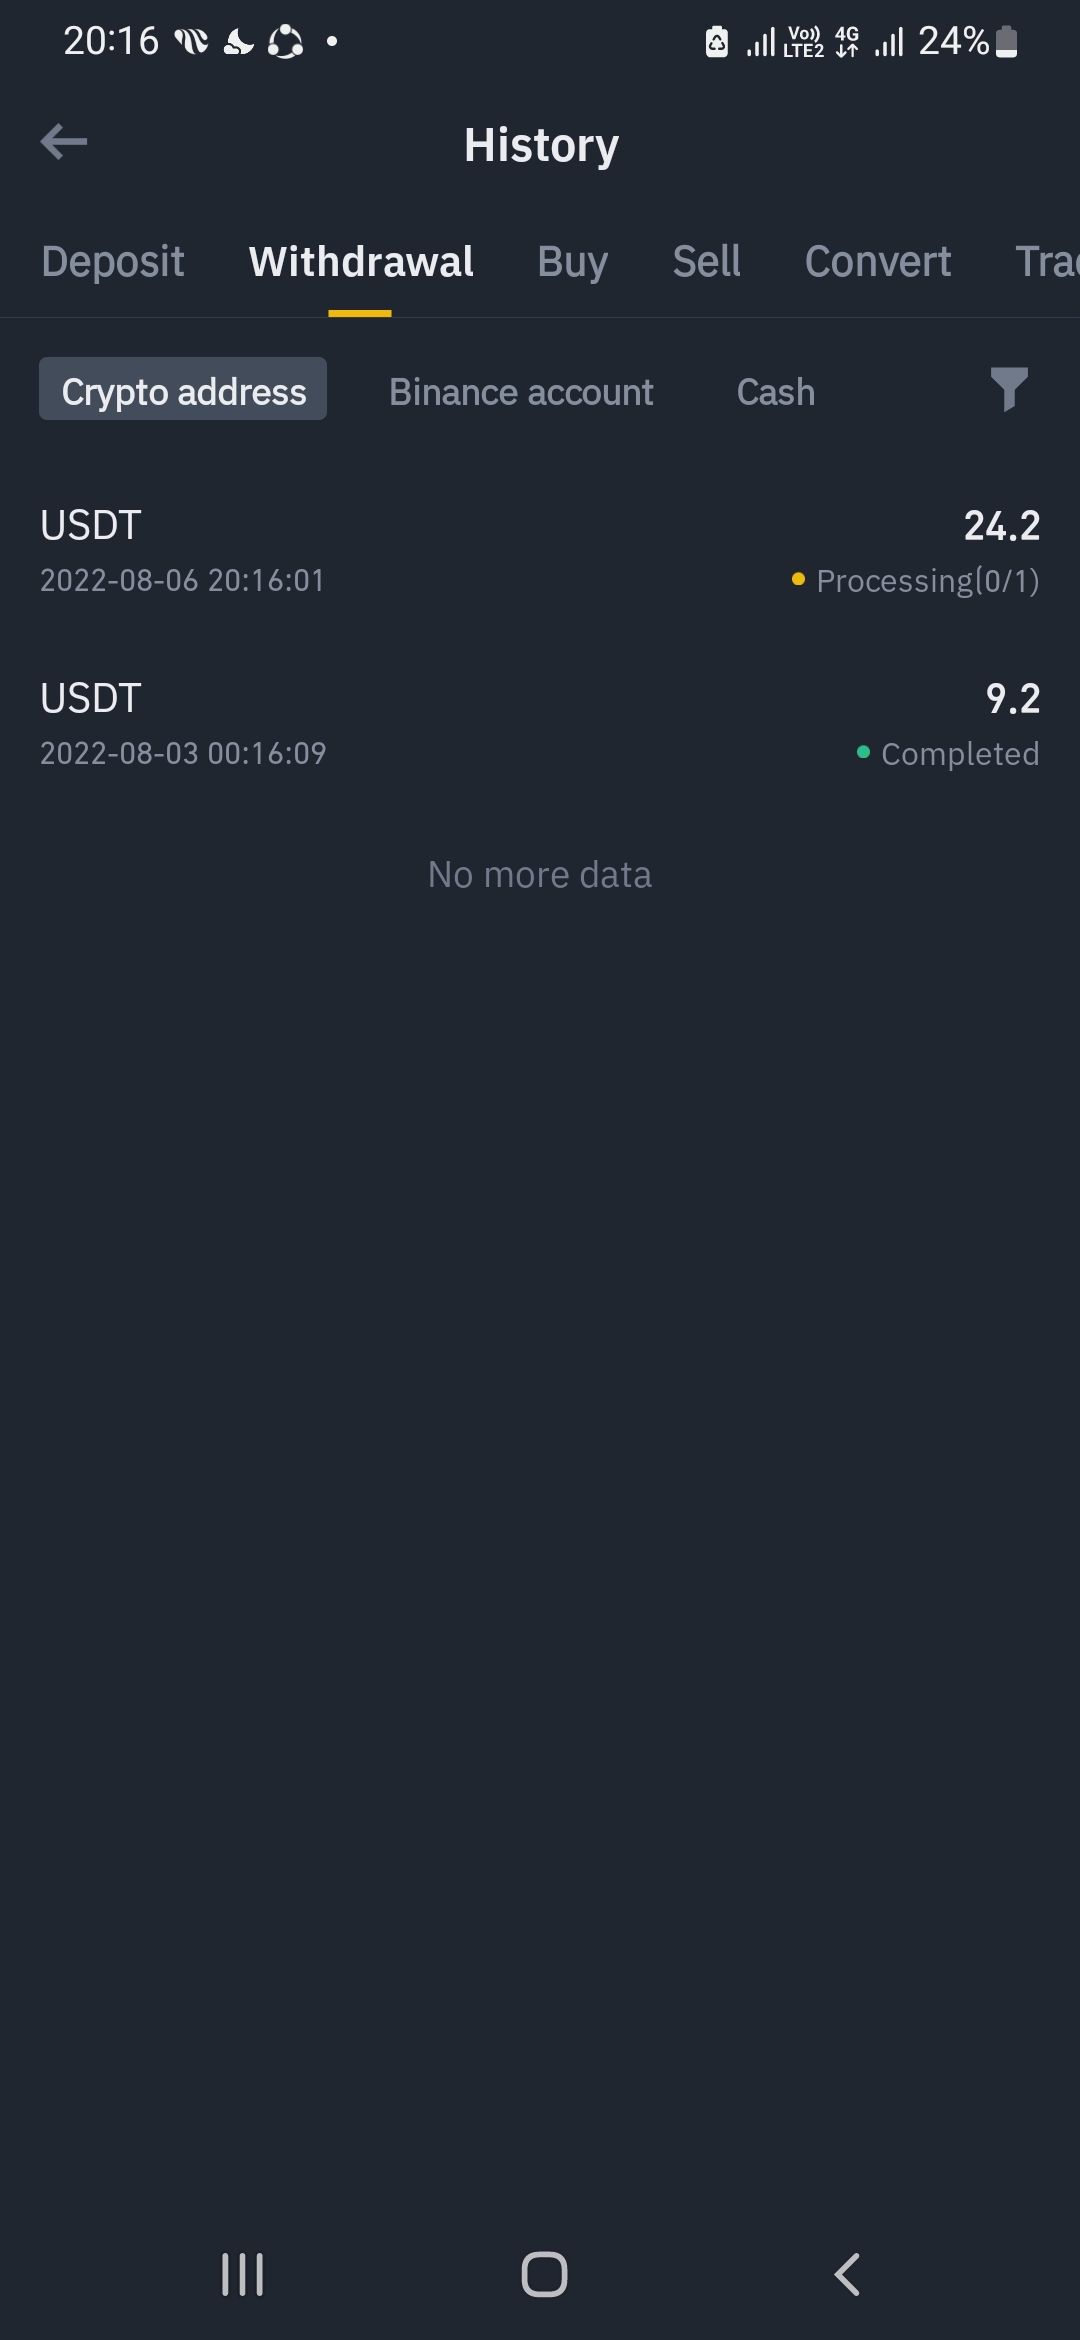 20:16 Vo)) LTE2 4G 24%
History
Deposit Withdrawal Buy Sell Convert Trad
Crypto address Binance account Cash
USDT 24.2
2022-08-06 20:16:01 Processing(0/1)
USDT 9.2
2022-08-03 00:16:09 Completed
No more data